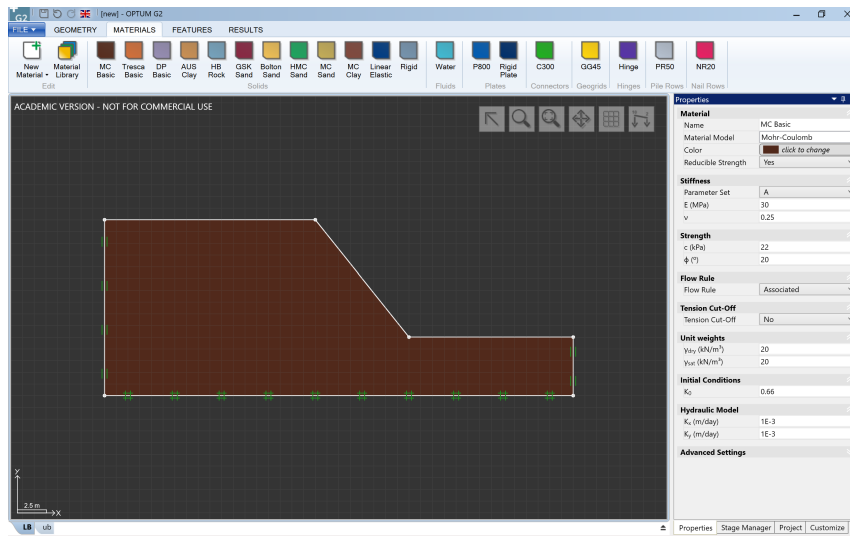 G2 [new] - OPTUM G2
FILE GEOMETRY MATERIALS FEATURES RESULTS
New Material Material Library MC Basic Tresca Basic DP Basic AUS Clay HB Rock GSK Sand Bolton Sand HMC Sand MC Sand MC Clay Linear Elastic Rigid Water P800 Rigid Plate C300 GG45 Hinge PR50 NR20
Edit Solids Fluids Plates Connectors Geogrids Hinges Pile Rows Nail Rows
ACADEMIC VERSION - NOT FOR COMMERCIAL USE
Y
2.5 m
X
LB ub
Properties
Material
Name MC Basic
Material Model Mohr-Coulomb
Color click to change
Reducible Strength Yes
Stiffness
Parameter Set A
E (MPa) 30
ν 0.25
Strength
c (kPa) 22
ϕ (º) 20
Flow Rule
Flow Rule Associated
Tension Cut-Off
Tension Cut-Off No
Unit weights
γdry (kN/m³) 20
γsat (kN/m³) 20
Initial Conditions
K₀ 0.66
Hydraulic Model
Kx (m/day) 1E-3
Ky (m/day) 1E-3
Advanced Settings
Properties Stage Manager Project Customize